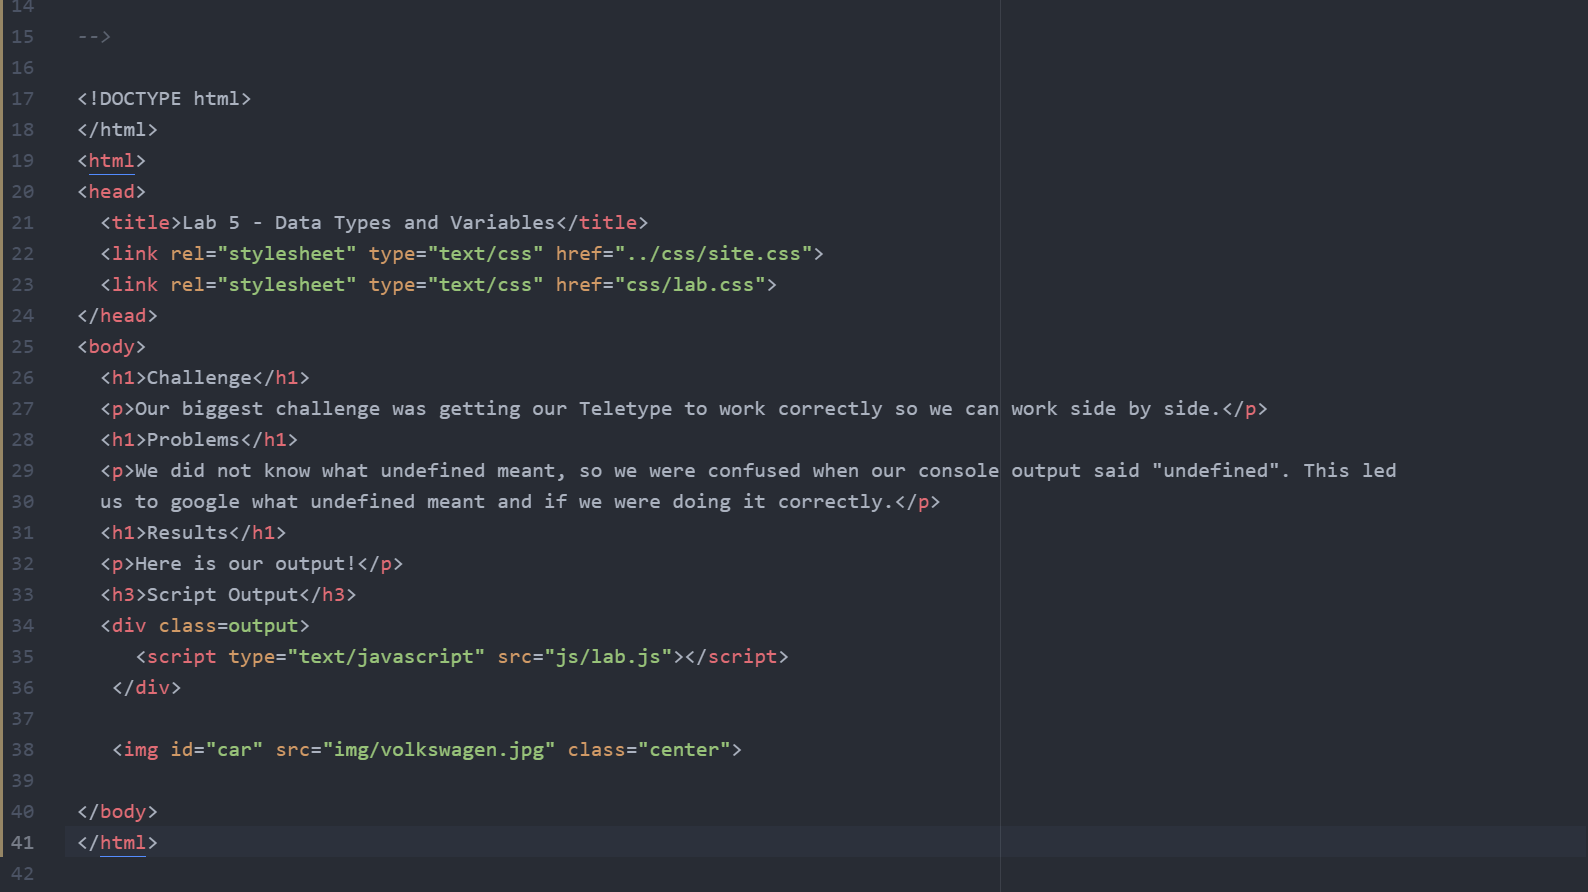 14
15 -->
16
17 <!DOCTYPE html>
18 </html>
19 <html>
20 <head>
21   <title>Lab 5 - Data Types and Variables</title>
22   <link rel="stylesheet" type="text/css" href="../css/site.css">
23   <link rel="stylesheet" type="text/css" href="css/lab.css">
24 </head>
25 <body>
26   <h1>Challenge</h1>
27   <p>Our biggest challenge was getting our Teletype to work correctly so we can work side by side.</p>
28   <h1>Problems</h1>
29   <p>We did not know what undefined meant, so we were confused when our console output said "undefined". This led
30   us to google what undefined meant and if we were doing it correctly.</p>
31   <h1>Results</h1>
32   <p>Here is our output!</p>
33   <h3>Script Output</h3>
34   <div class=output>
35      <script type="text/javascript" src="js/lab.js"></script>
36    </div>
37
38    <img id="car" src="img/volkswagen.jpg" class="center">
39
40 </body>
41 </html>
42